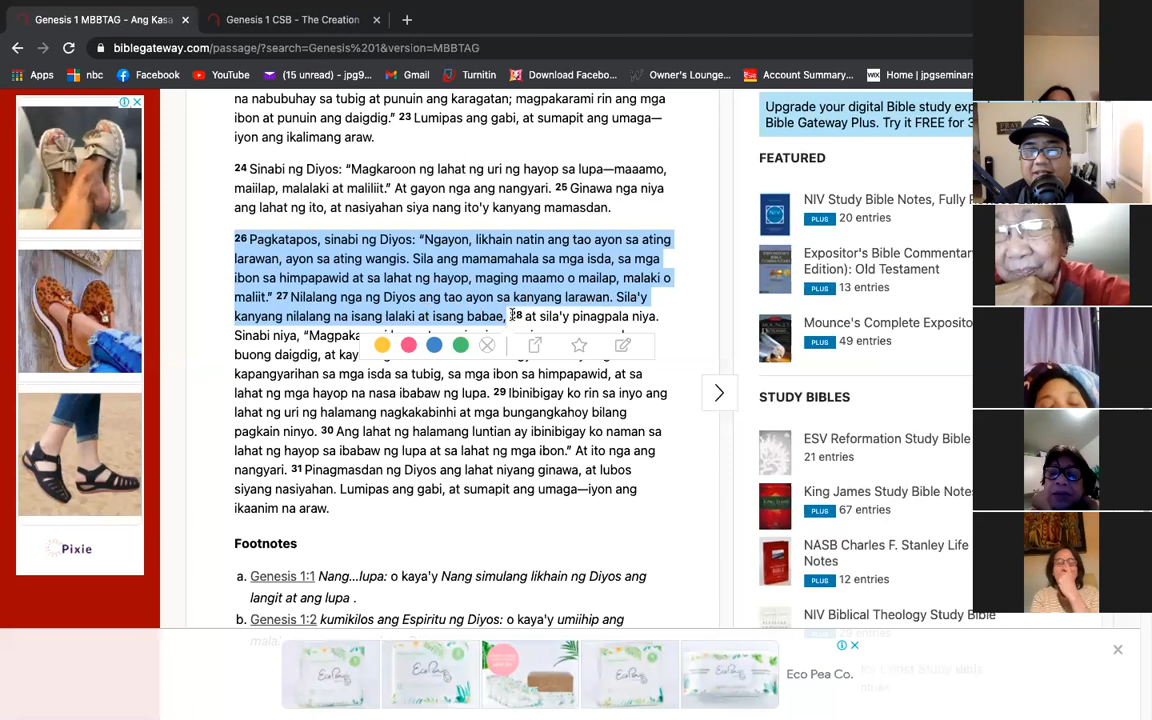 Genesis 1 MBBTAG - Ang Kasa
Genesis 1 CSB - The Creation
biblegateway.com/passage/?search=Genesis%201&version=MBBTAG
Apps
nbc
Facebook
YouTube
(15 unread) - jpg9...
Gmail
Turnitin
Download Facebo...
Owner's Lounge...
Account Summary...
WIX
Home | jpgseminars
na nabubuhay sa tubig at punuin ang karagatan; magpakarami rin ang mga
ibon at punuin ang daigdig.” 23 Lumipas ang gabi, at sumapit ang umaga—
iyon ang ikalimang araw.
24 Sinabi ng Diyos: “Magkaroon ng lahat ng uri ng hayop sa lupa—maaamo,
maiilap, malalaki at maliliit.” At gayon nga ang nangyari. 25 Ginawa nga niya
ang lahat ng ito, at nasiyahan siya nang ito'y kanyang mamasdan.
26 Pagkatapos, sinabi ng Diyos: “Ngayon, likhain natin ang tao ayon sa ating
larawan, ayon sa ating wangis. Sila ang mamamahala sa mga isda, sa mga
ibon sa himpapawid at sa lahat ng hayop, maging maamo o mailap, malaki o
maliit.” 27 Nilalang nga ng Diyos ang tao ayon sa kanyang larawan. Sila'y
kanyang nilalang na isang lalaki at isang babae, 28 at sila'y pinagpala niya.
Sinabi niya, “Magpaka
buong daigdig, at kay
kapangyarihan sa mga isda sa tubig, sa mga ibon sa himpapawid, at sa
lahat ng mga hayop na nasa ibabaw ng lupa. 29 Ibinibigay ko rin sa inyo ang
lahat ng uri ng halamang nagkakabinhi at mga bungangkahoy bilang
pagkain ninyo. 30 Ang lahat ng halamang luntian ay ibinibigay ko naman sa
lahat ng hayop sa ibabaw ng lupa at sa lahat ng mga ibon.” At ito nga ang
nangyari. 31 Pinagmasdan ng Diyos ang lahat niyang ginawa, at lubos
siyang nasiyahan. Lumipas ang gabi, at sumapit ang umaga—iyon ang
ikaanim na araw.
Footnotes
a. Genesis 1:1 Nang...lupa: o kaya'y Nang simulang likhain ng Diyos ang
langit at ang lupa .
b. Genesis 1:2 kumikilos ang Espiritu ng Diyos: o kaya'y umiihip ang
Upgrade your digital Bible study exp
Bible Gateway Plus. Try it FREE for 3
FEATURED
NIV Study Bible Notes, Fully R
PLUS 20 entries
Expositor's Bible Commentar
Edition): Old Testament
PLUS 13 entries
Mounce's Complete Exposito
PLUS 49 entries
STUDY BIBLES
ESV Reformation Study Bible
21 entries
King James Study Bible Notes
PLUS 67 entries
NASB Charles F. Stanley Life
Notes
PLUS 12 entries
NIV Biblical Theology Study Bible
PLUS 29 entries
Pixie
Eco Pea Co.